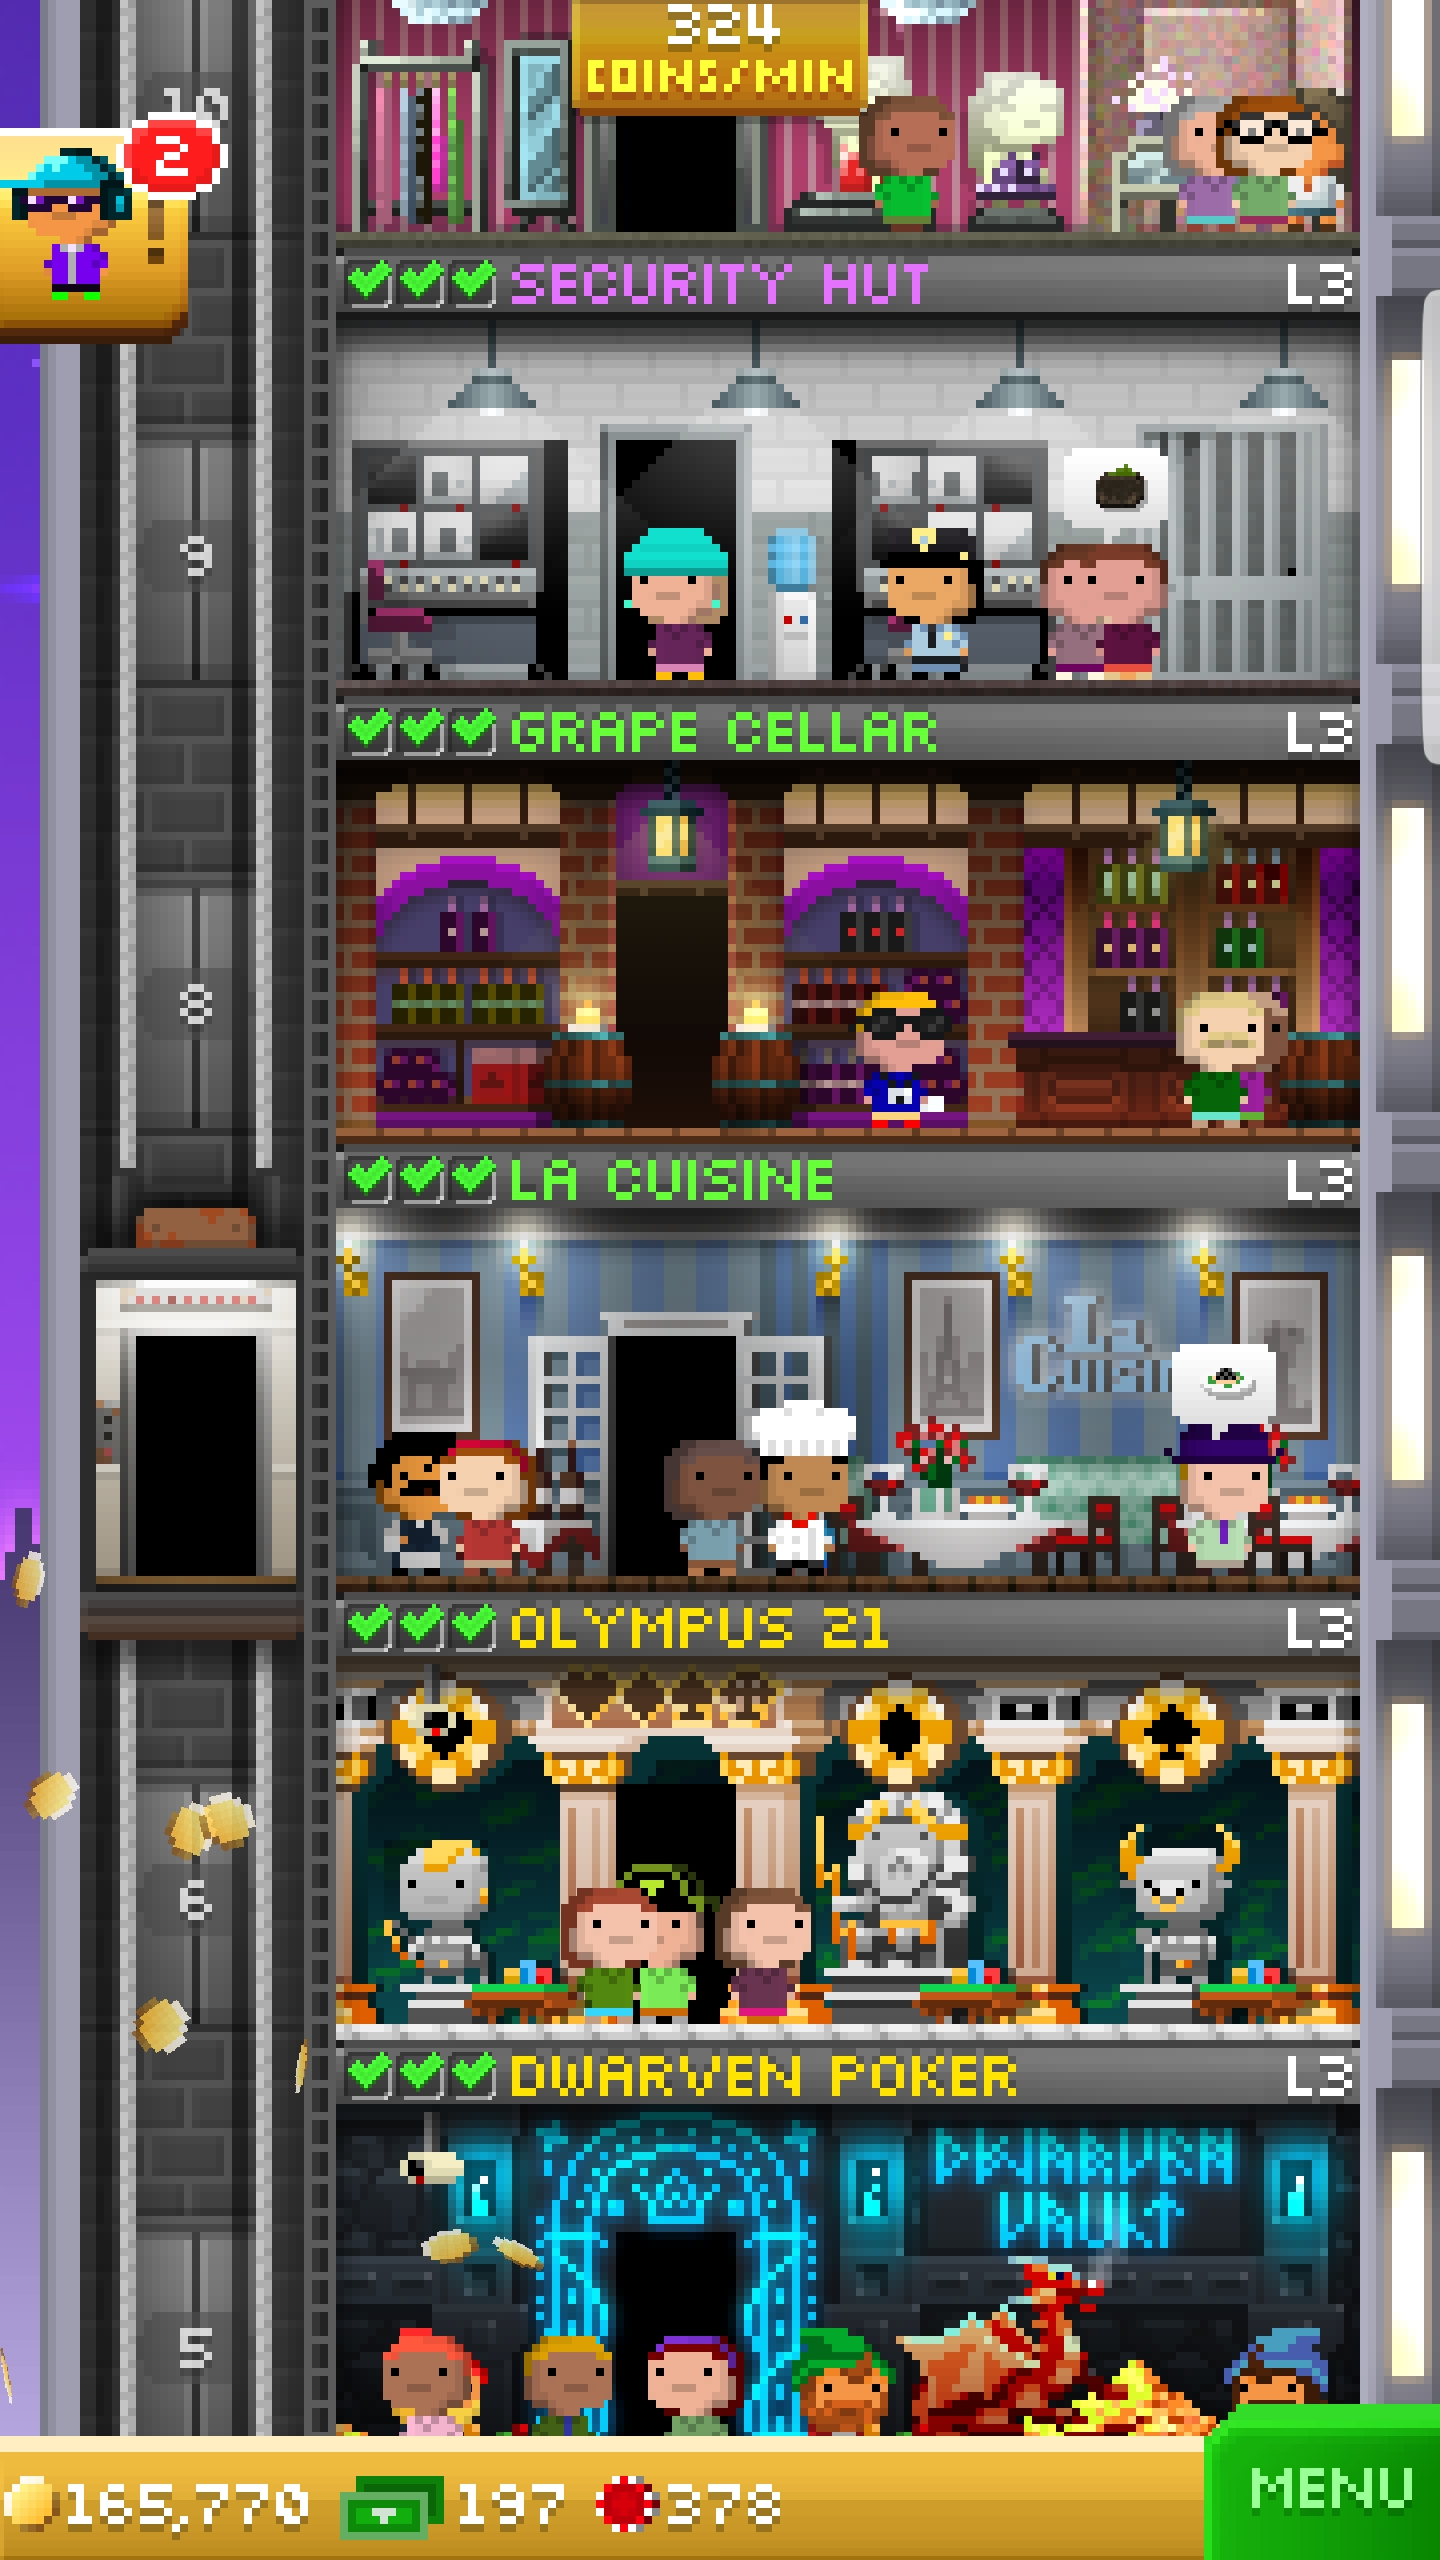 324
COINS/MIN
10
2
SECURITY HUT L3
9
GRAPE CELLAR L3
8
LA CUISINE L3
La
Cuisin
OLYMPUS 21 L3
6
DWARVEN POKER L3
DWARVEN
VAULT
5
165,770 197 378 MENU